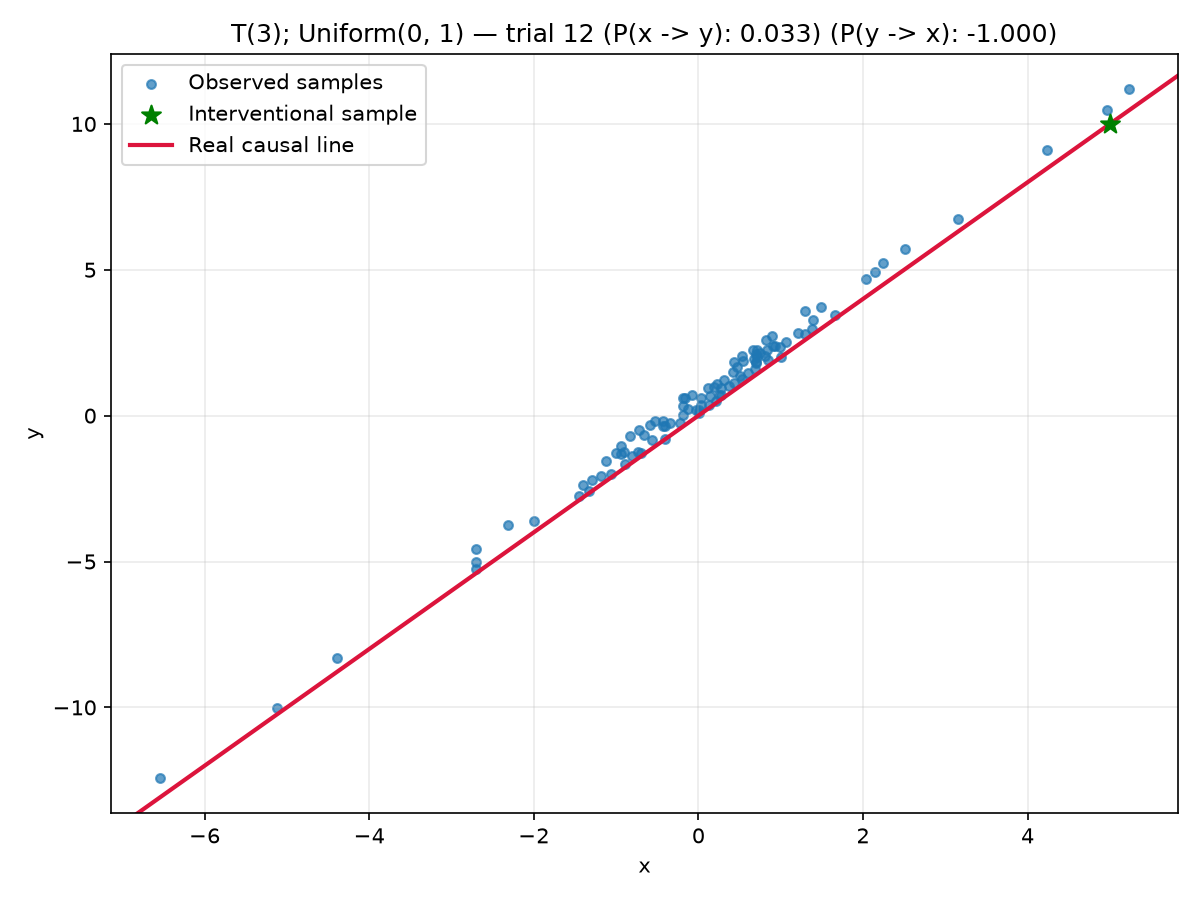 T(3); Uniform(0, 1) — trial 12 (P(x -> y): 0.033) (P(y -> x): -1.000)
Observed samples
Interventional sample
Real causal line
10
5
0
−5
−10
y
−6
−4
−2
0
2
4
x